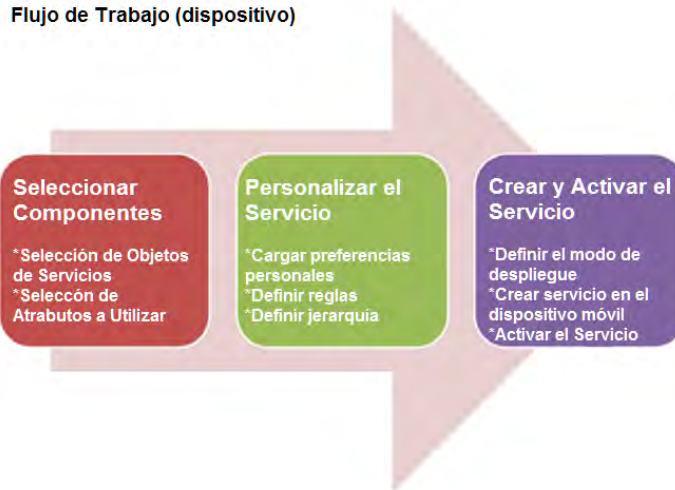 Flujo de Trabajo (dispositivo)
Seleccionar
Componentes
*Selección de Objetos
de Servicios
*Seleccón de
Atrabutos a Utilizar
Personalizar el
Servicio
*Cargar preferencias
personales
*Definir reglas
*Definir jerarquía
Crear y Activar el
Servicio
*Definir el modo de
despliegue
*Crear servicio en el
dispositivo móvil
*Activar el Servicio